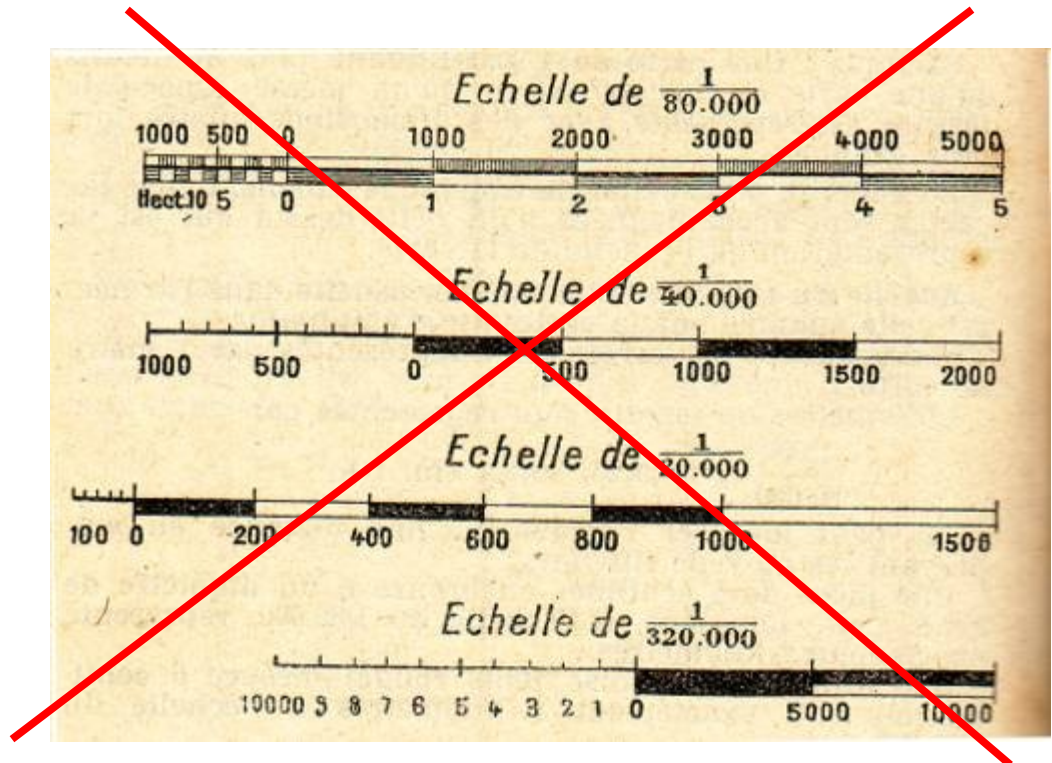 Echelle de 1/80.000
1000 500 0 1000 2000 3000 4000 5000
Hect.10 5 0 1 2 3 4 5
Echelle de 1/40.000
1000 500 0 500 1000 1500 2000
Echelle de 1/20.000
100 0 200 400 600 800 1000 1500
Echelle de 1/320.000
10000 9 8 7 6 5 4 3 2 1 0 5000 10000